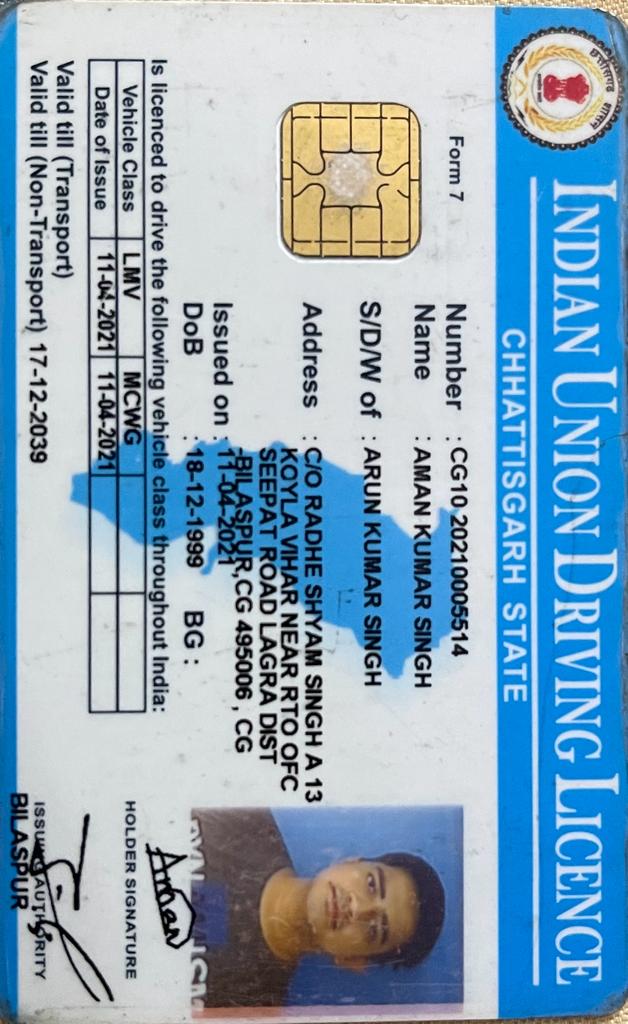 INDIAN UNION DRIVING LICENCE
CHHATTISGARH STATE
छत्तीसगढ़ शासन
Form 7
Number : CG10 20210005514
Name : AMAN KUMAR SINGH
S/D/W of : ARUN KUMAR SINGH
Address : C/O RADHE SHYAM SINGH A 13
KOYLA VIHAR NEAR RTO OFC
SEEPAT ROAD LAGRA DIST
BILASPUR,CG 495006 , CG
Issued on : 11-04-2021
DoB : 18-12-1999 BG :
Is licenced to drive the following vehicle class throughout India:
Vehicle Class LMV MCWG
Date of Issue 11-04-2021 11-04-2021
Valid till (Transport)
Valid till (Non-Transport) 17-12-2039
Aman
HOLDER SIGNATURE
ISSUING AUTHORITY
BILASPUR